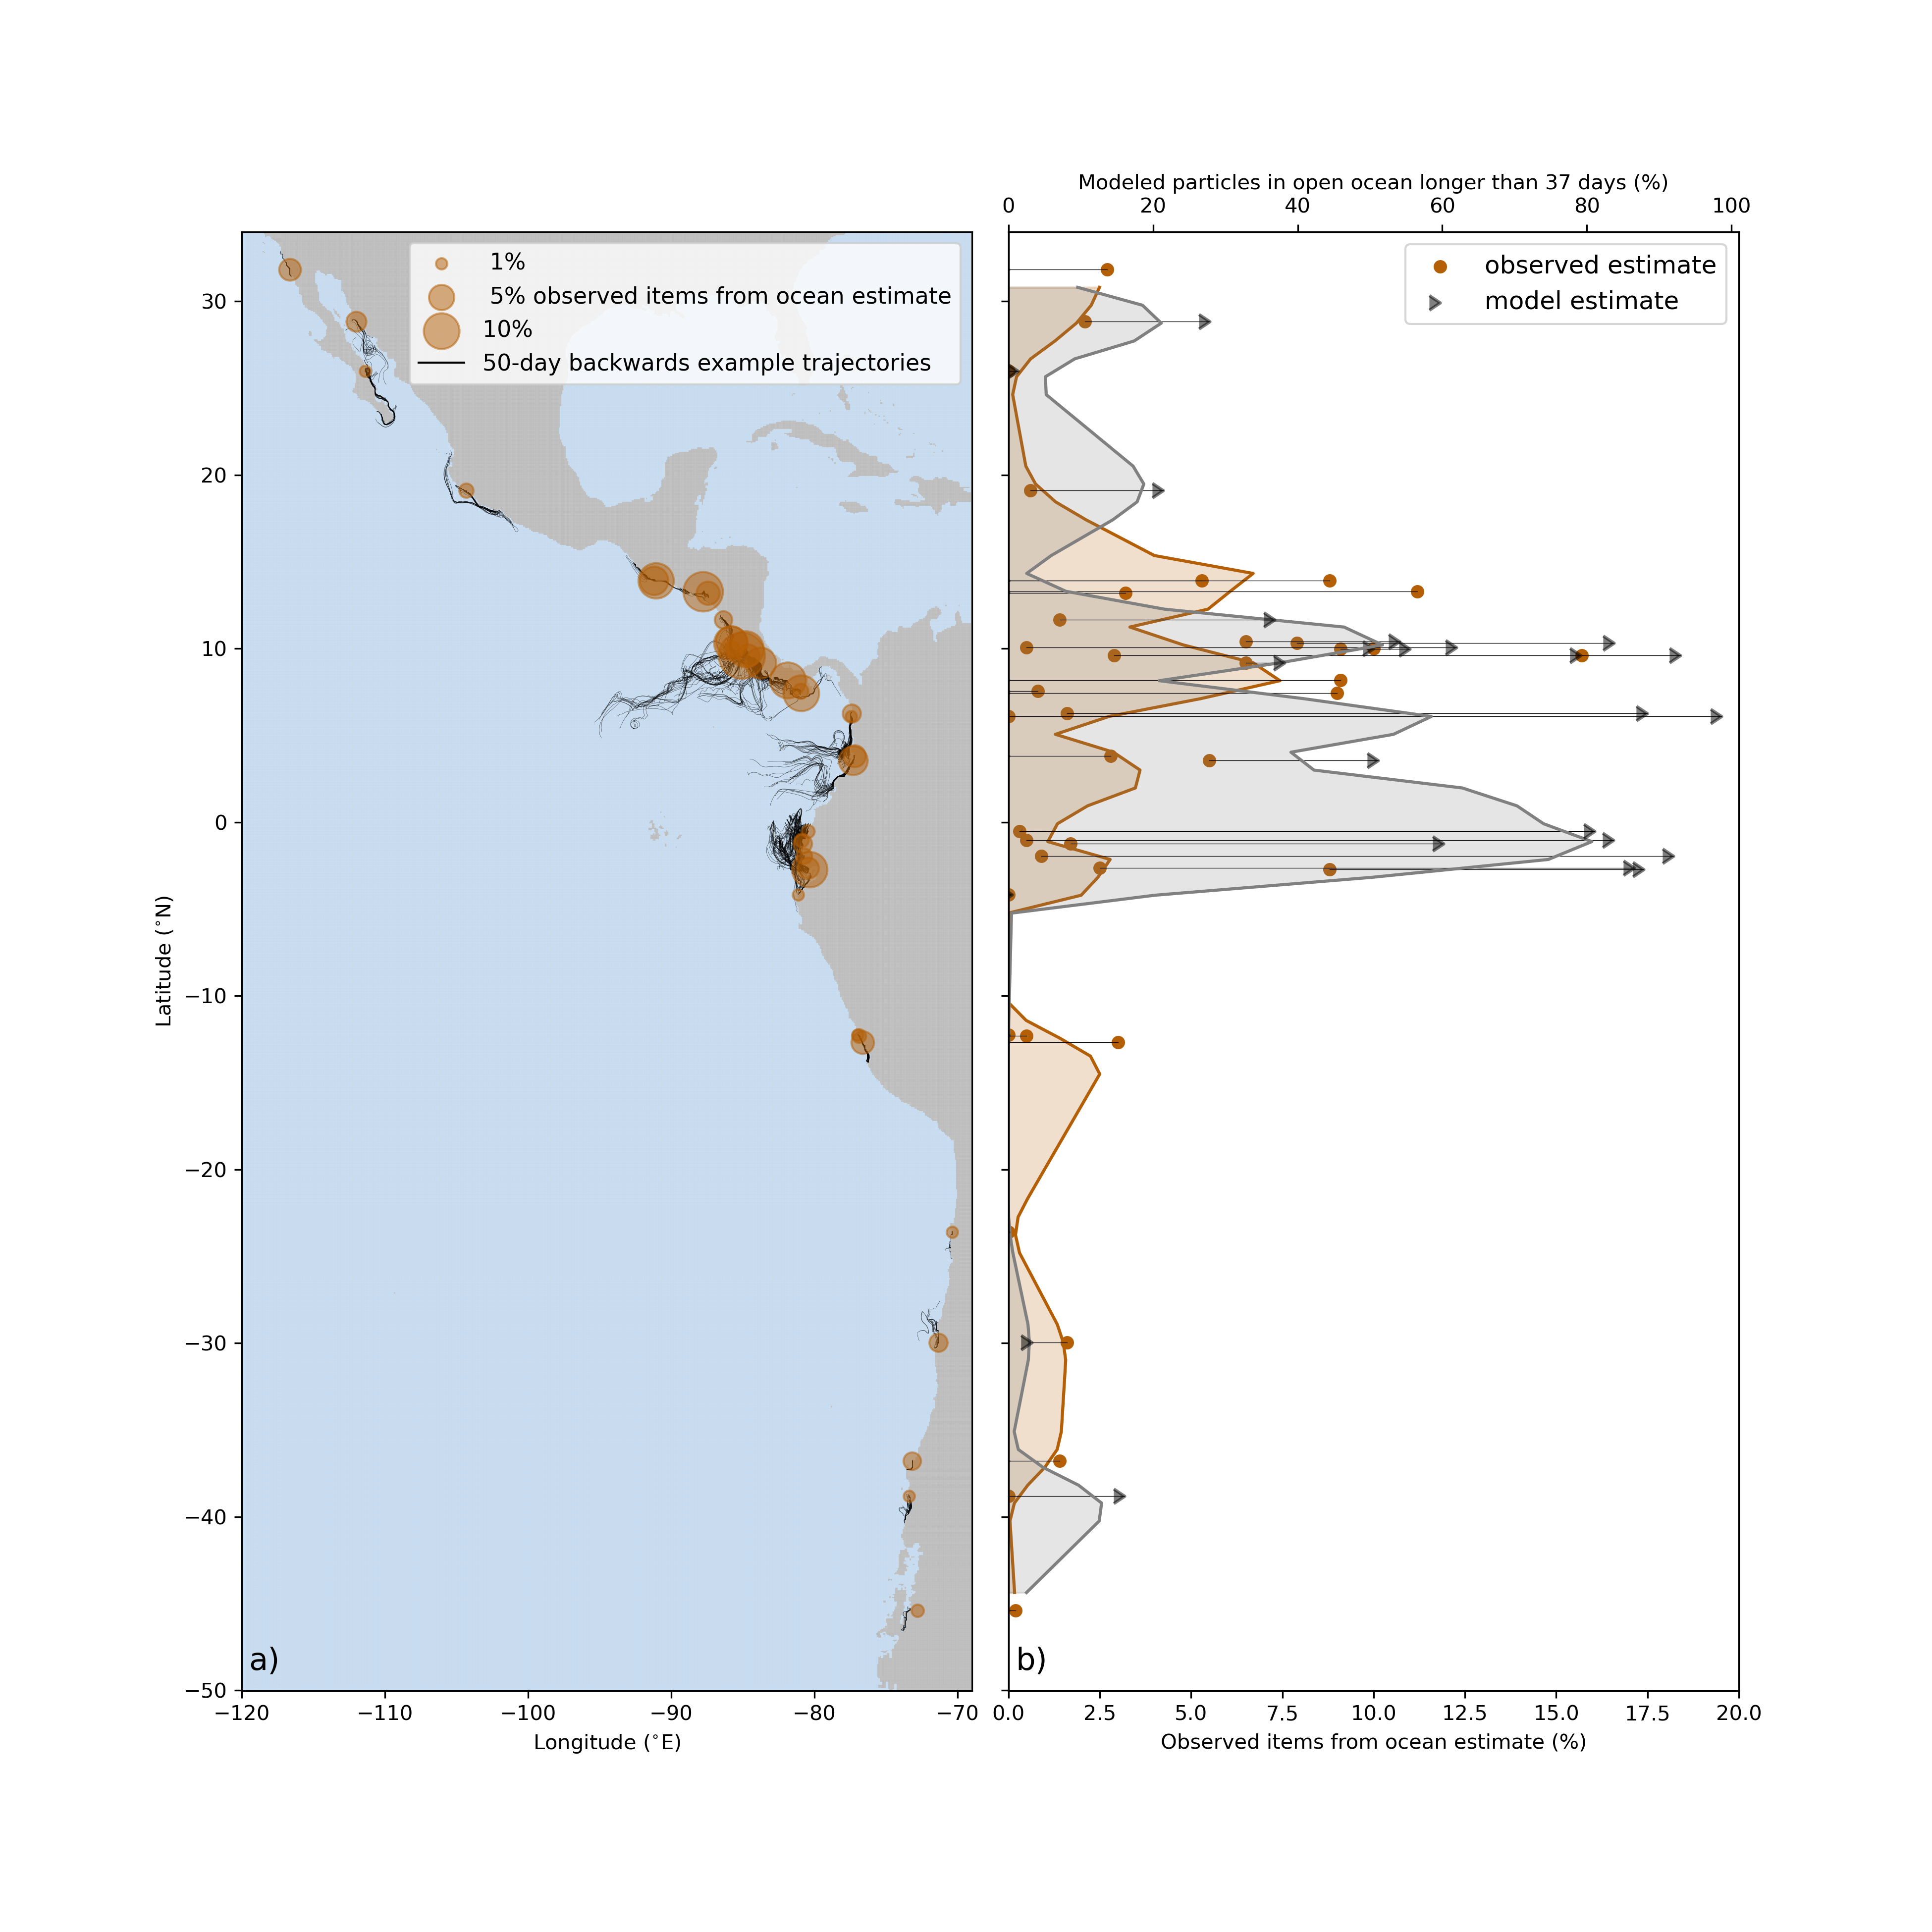 Modeled particles in open ocean longer than 37 days (%)
0 20 40 60 80 100
1%
5% observed items from ocean estimate
10%
50-day backwards example trajectories
observed estimate
model estimate
30
20
10
0
−10
−20
−30
−40
−50
Latitude (°N)
a)
b)
−120 −110 −100 −90 −80 −70
0.0 2.5 5.0 7.5 10.0 12.5 15.0 17.5 20.0
Longitude (°E)
Observed items from ocean estimate (%)